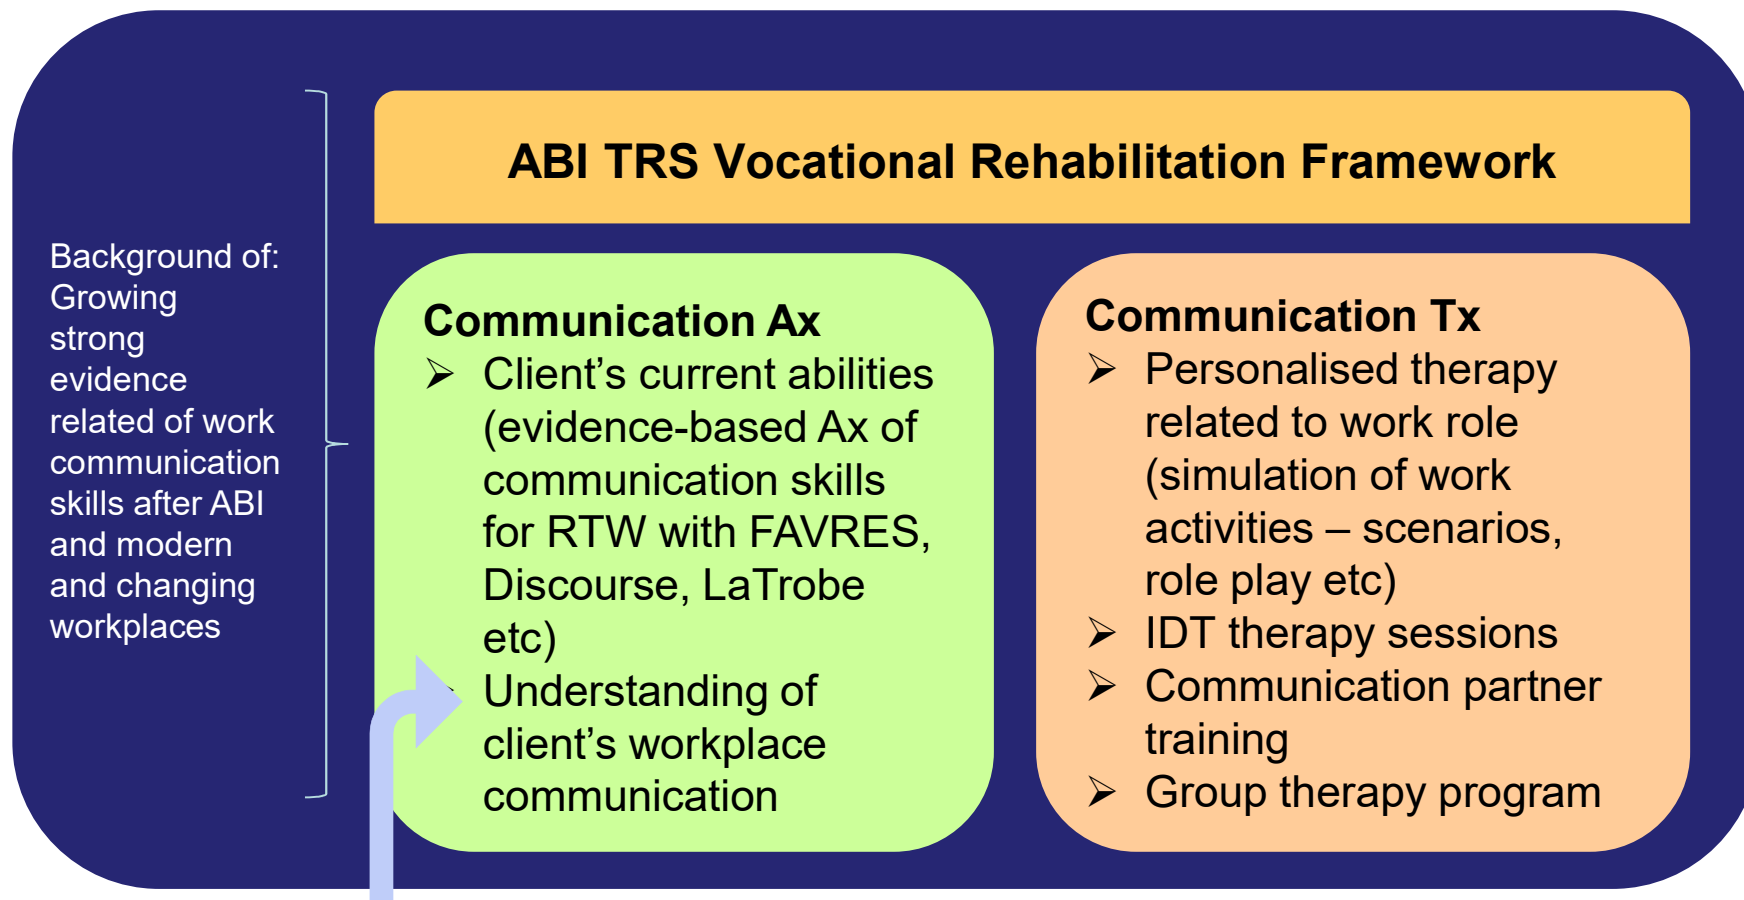 ABI TRS Vocational Rehabilitation Framework
Background of:
Growing
strong
evidence
related of work
communication
skills after ABI
and modern
and changing
workplaces
Communication Ax
➢ Client’s current abilities
(evidence-based Ax of
communication skills
for RTW with FAVRES,
Discourse, LaTrobe
etc)
Understanding of
client’s workplace
communication
Communication Tx
➢ Personalised therapy
related to work role
(simulation of work
activities – scenarios,
role play etc)
➢ IDT therapy sessions
➢ Communication partner
training
➢ Group therapy program